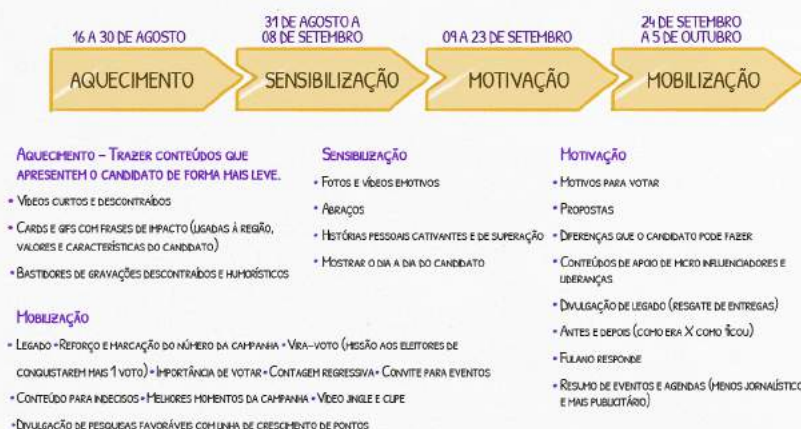 16 A 30 DE AGOSTO
31 DE AGOSTO A
08 DE SETEMBRO
09 A 23 DE SETEMBRO
24 DE SETEMBRO
A 5 DE OUTUBRO
AQUECIMENTO
SENSIBILIZAÇÃO
MOTIVAÇÃO
MOBILIZAÇÃO
AQUECIMENTO – TRAZER CONTEÚDOS QUE
APRESENTEM O CANDIDATO DE FORMA MAIS LEVE.
• VÍDEOS CURTOS E DESCONTRAÍDOS
• CARDS E GIFS COM FRASES DE IMPACTO (LIGADAS À REGIÃO,
VALORES E CARACTERÍSTICAS DO CANDIDATO)
• BASTIDORES DE GRAVAÇÕES DESCONTRAÍDOS E HUMORÍSTICOS
SENSIBILIZAÇÃO
• FOTOS E VÍDEOS EMOTIVOS
• ABRAÇOS
• HISTÓRIAS PESSOAIS CATIVANTES E DE SUPERAÇÃO
• MOSTRAR O DIA A DIA DO CANDIDATO
MOTIVAÇÃO
• MOTIVOS PARA VOTAR
• PROPOSTAS
• DIFERENÇAS QUE O CANDIDATO PODE FAZER
• CONTEÚDOS DE APOIO DE MICRO INFLUENCIADORES E
LIDERANÇAS
• DIVULGAÇÃO DE LEGADO (RESGATE DE ENTREGAS)
• ANTES E DEPOIS (COMO ERA X COMO FICOU)
• FULANO RESPONDE
• RESUMO DE EVENTOS E AGENDAS (MENOS JORNALÍSTICO
E MAIS PUBLICITÁRIO)
MOBILIZAÇÃO
• LEGADO • REFORÇO E MARCAÇÃO DO NÚMERO DA CAMPANHA • VIRA-VOTO (MISSÃO AOS ELEITORES DE
CONQUISTAREM MAIS 1 VOTO) • IMPORTÂNCIA DE VOTAR • CONTAGEM REGRESSIVA • CONVITE PARA EVENTOS
• CONTEÚDO PARA INDECISOS • MELHORES MOMENTOS DA CAMPANHA • VÍDEO JINGLE E CLIPE
• DIVULGAÇÃO DE PESQUISAS FAVORÁVEIS COM LINHA DE CRESCIMENTO DE PONTOS